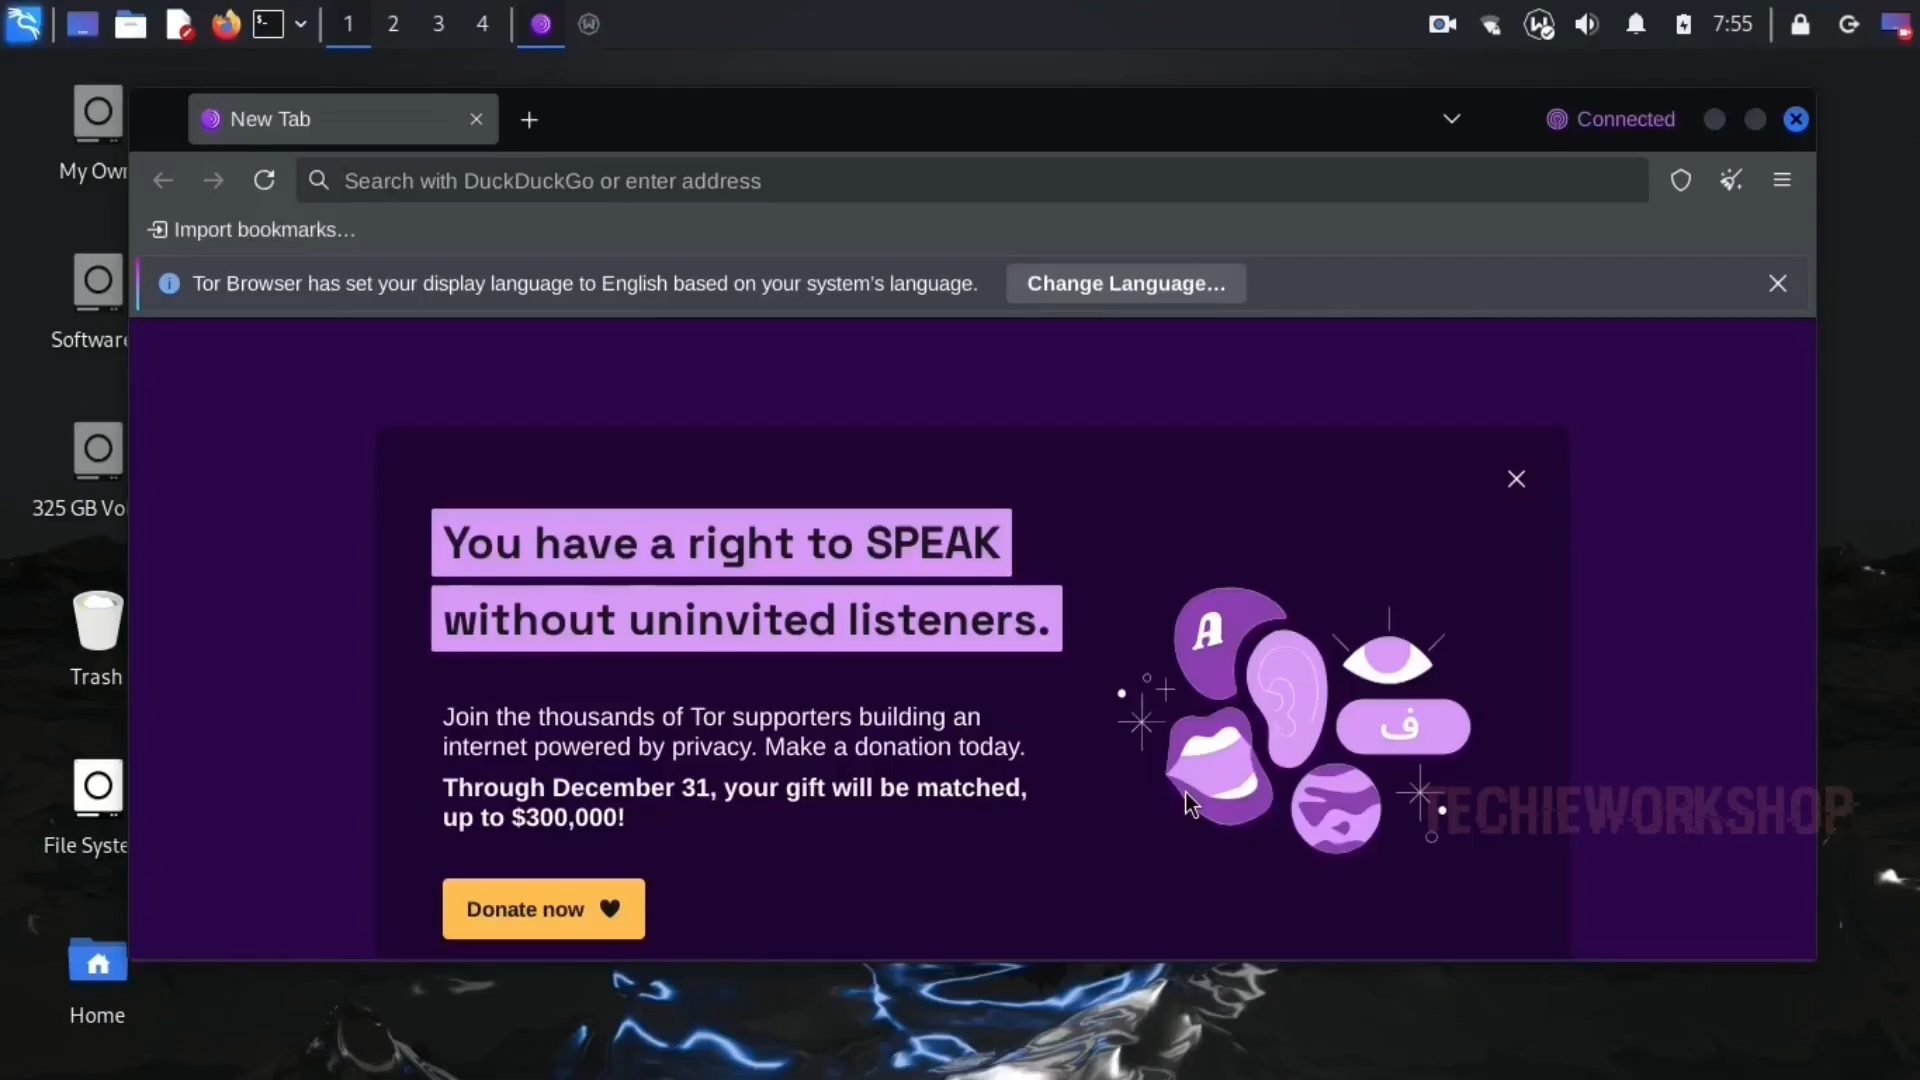 1 2 3 4
7:55
New Tab
Connected
Search with DuckDuckGo or enter address
Import bookmarks…
Tor Browser has set your display language to English based on your system's language.
Change Language…
My Own
Software
325 GB Vo
Trash
File Syste
Home
You have a right to SPEAK
without uninvited listeners.
Join the thousands of Tor supporters building an
internet powered by privacy. Make a donation today.
Through December 31, your gift will be matched,
up to $300,000!
Donate now
A
ف
TECHIEWORKSHOP